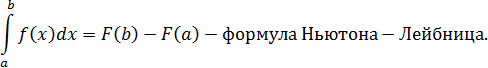 ∫ₐᵇ f(x)dx = F(b) − F(a) − формула Ньютона − Лейбница.